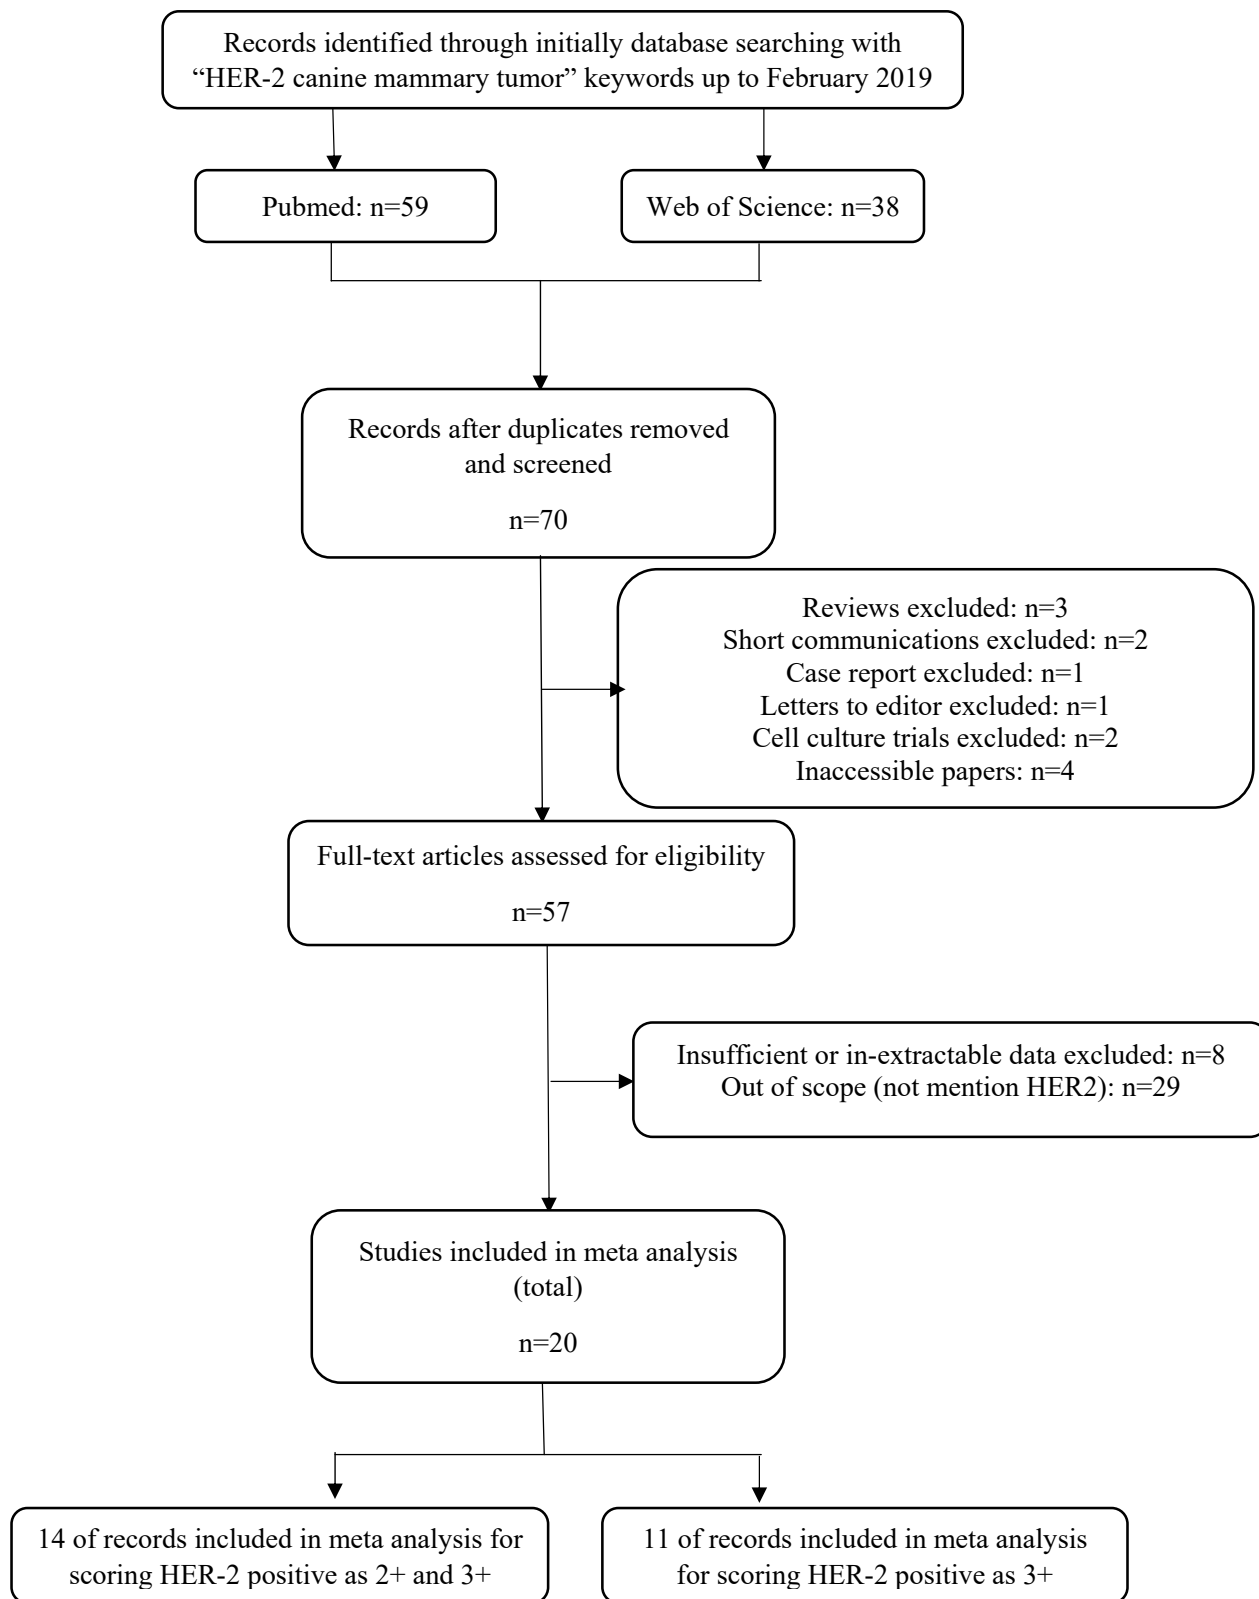 Records identified through initially database searching with
“HER-2 canine mammary tumor” keywords up to February 2019
Pubmed: n=59
Web of Science: n=38
Records after duplicates removed
and screened
n=70
Reviews excluded: n=3
Short communications excluded: n=2
Case report excluded: n=1
Letters to editor excluded: n=1
Cell culture trials excluded: n=2
Inaccessible papers: n=4
Full-text articles assessed for eligibility
n=57
Insufficient or in-extractable data excluded: n=8
Out of scope (not mention HER2): n=29
Studies included in meta analysis
(total)
n=20
14 of records included in meta analysis for
scoring HER-2 positive as 2+ and 3+
11 of records included in meta analysis
for scoring HER-2 positive as 3+